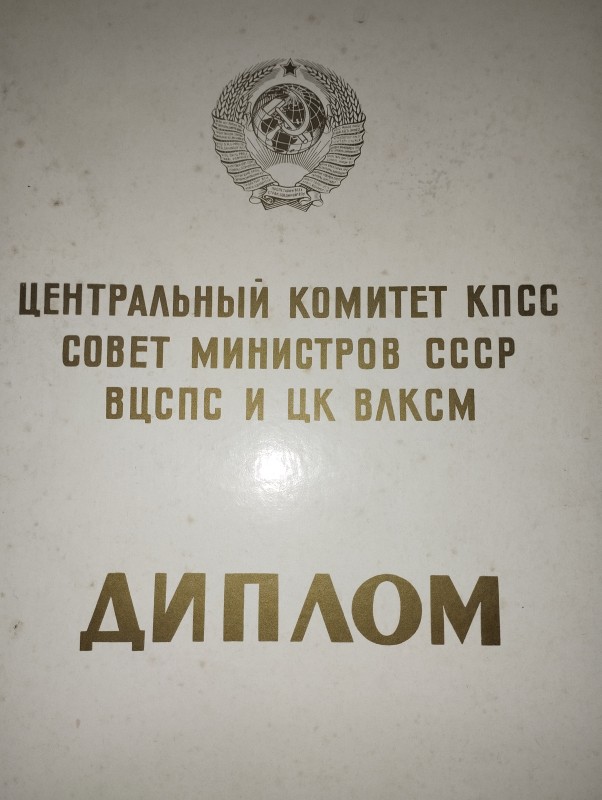 ЦЕНТРАЛЬНЫЙ КОМИТЕТ КПСС
СОВЕТ МИНИСТРОВ СССР
ВЦСПС И ЦК ВЛКСМ
ДИПЛОМ